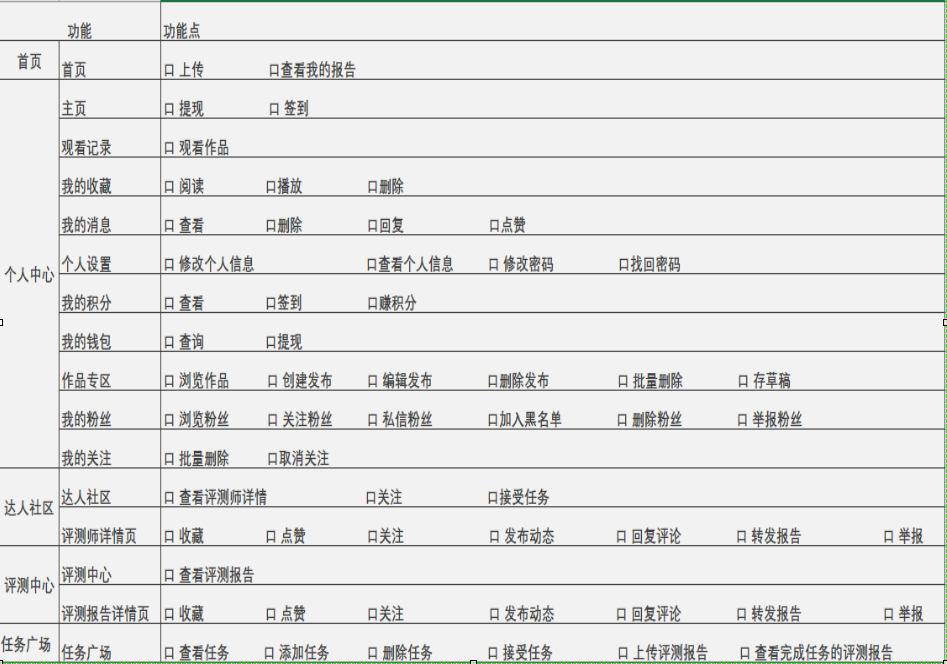 功能 功能点
首页 首页 口 上传 口查看我的报告
主页 口 提现 口 签到
观看记录 口 观看作品
我的收藏 口 阅读 口播放 口删除
我的消息 口 查看 口删除 口回复 口点赞
个人中心 个人设置 口 修改个人信息 口查看个人信息 口 修改密码 口找回密码
我的积分 口 查看 口签到 口赚积分
我的钱包 口 查询 口提现
作品专区 口 浏览作品 口 创建发布 口 编辑发布 口删除发布 口 批量删除 口 存草稿
我的粉丝 口 浏览粉丝 口 关注粉丝 口 私信粉丝 口加入黑名单 口 删除粉丝 口 举报粉丝
我的关注 口 批量删除 口取消关注
达人社区 达人社区 口 查看评测师详情 口关注 口接受任务
评测师详情页 口 收藏 口 点赞 口关注 口 发布动态 口 回复评论 口 转发报告 口 举报
评测中心 评测中心 口 查看评测报告
评测报告详情页 口 收藏 口 点赞 口关注 口 发布动态 口 回复评论 口 转发报告 口 举报
任务广场 任务广场 口 查看任务 口 添加任务 口 删除任务 口 接受任务 口 上传评测报告 口 查看完成任务的评测报告